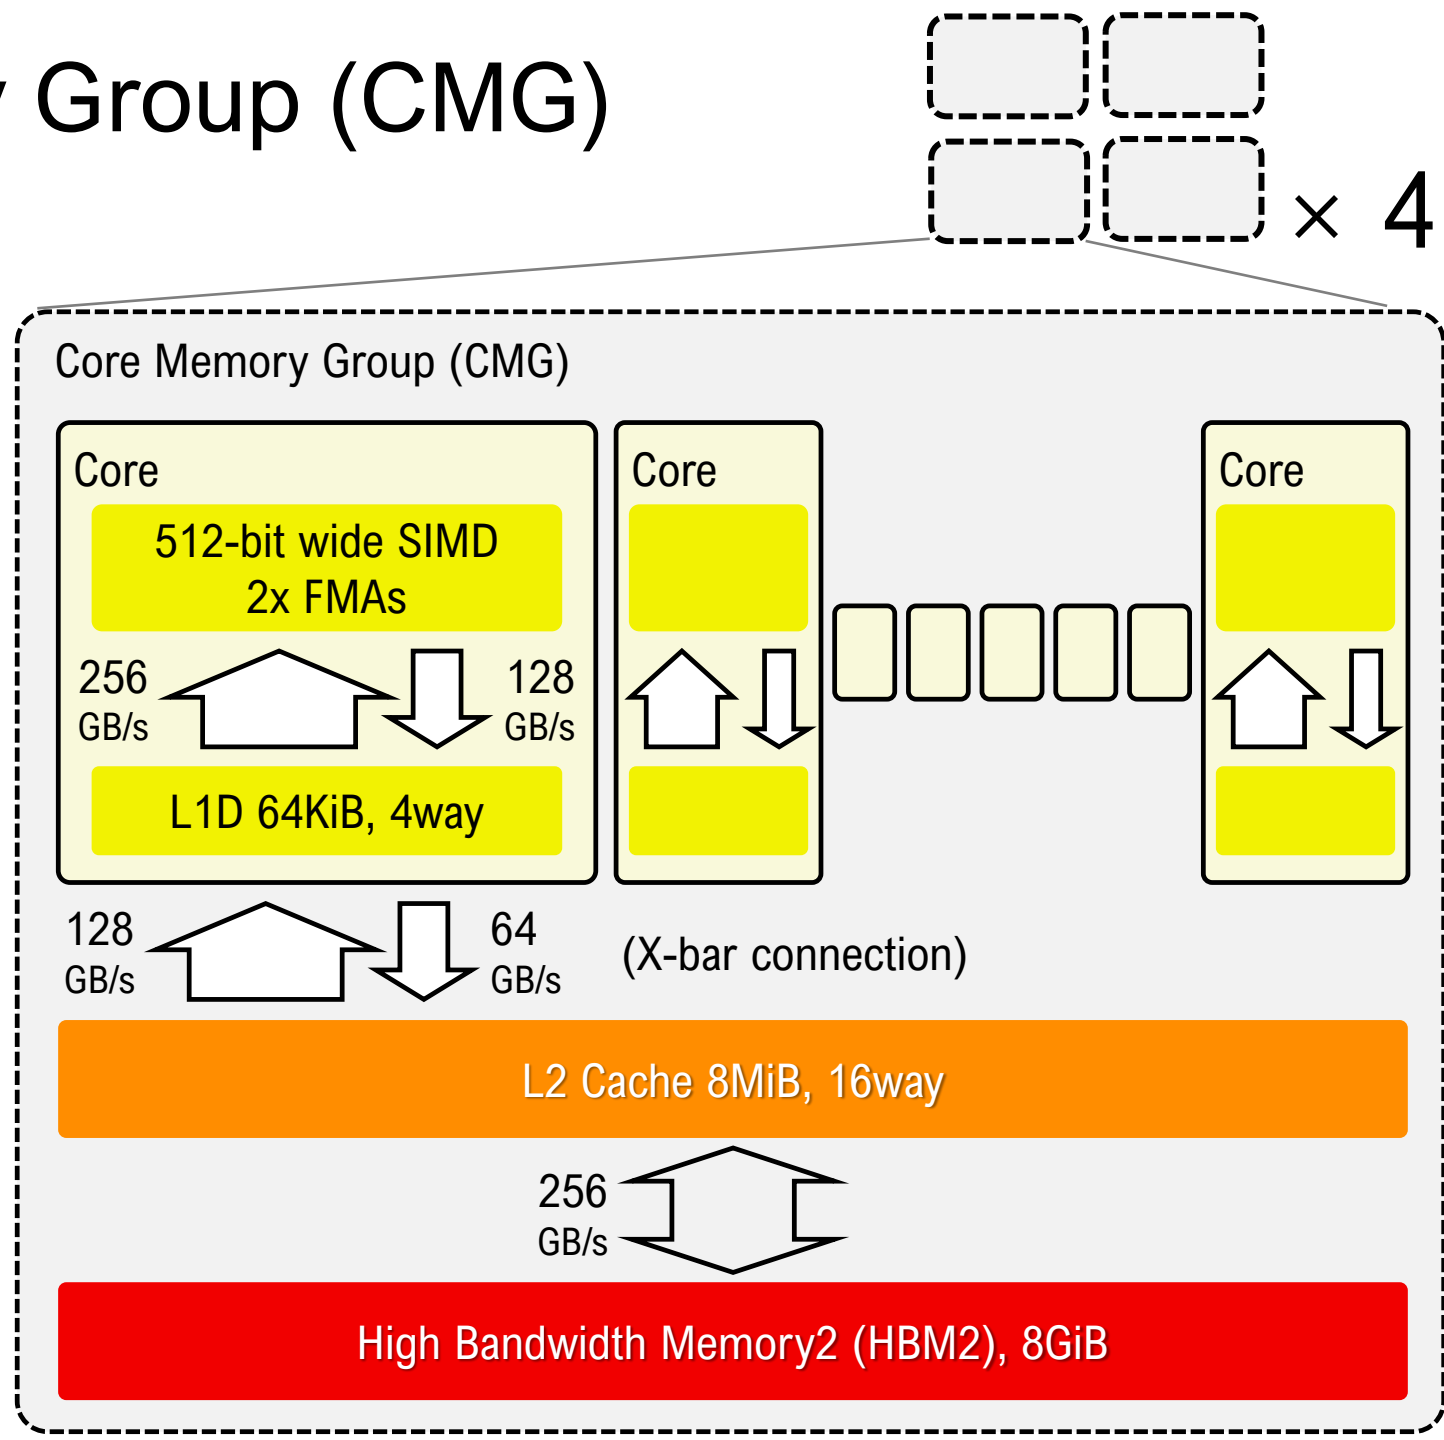 Group (CMG)
× 4
Core Memory Group (CMG)
Core
512-bit wide SIMD
2x FMAs
256
GB/s
128
GB/s
L1D 64KiB, 4way
Core
Core
128
GB/s
64
GB/s
(X-bar connection)
L2 Cache 8MiB, 16way
256
GB/s
High Bandwidth Memory2 (HBM2), 8GiB